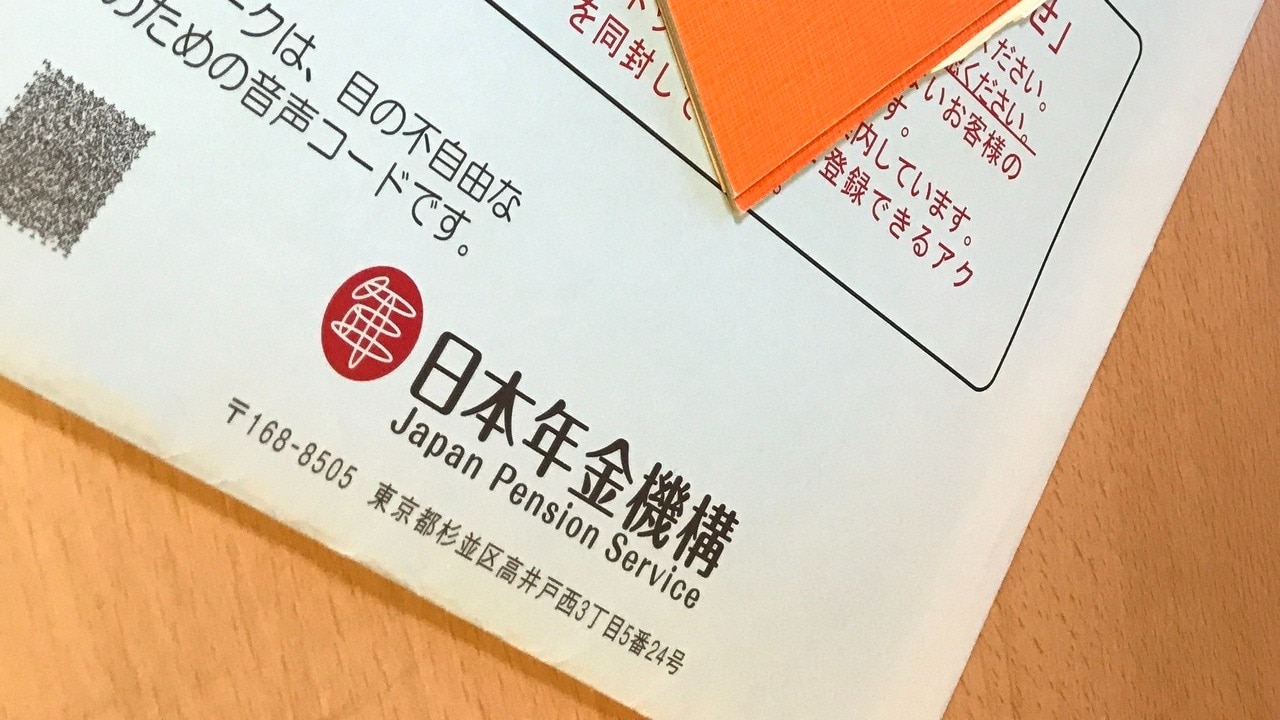 ークは、目の不自由な
のための音声コードです。
日本年金機構
Japan Pension Service
〒168-8505 東京都杉並区高井戸西3丁目5番24号
せ」
ください。
ください。
いお客様の
を同封して
す。
内しています。
登録できるアク